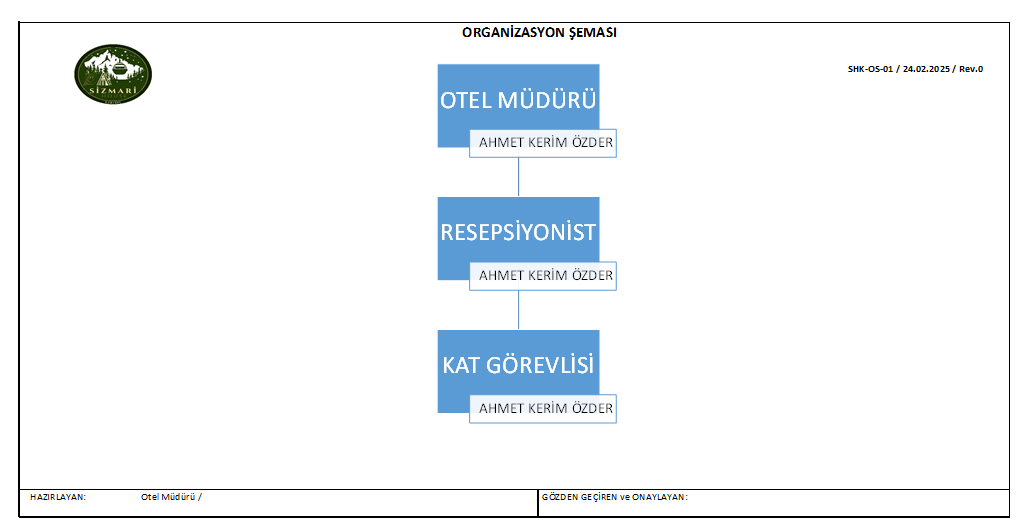 ORGANİZASYON ŞEMASI
SİZMARİ
SHK-OS-01 / 24.02.2025 / Rev.0
OTEL MÜDÜRÜ
AHMET KERİM ÖZDER
RESEPSİYONİST
AHMET KERİM ÖZDER
KAT GÖREVLİSİ
AHMET KERİM ÖZDER
HAZIRLAYAN: Otel Müdürü /
GÖZDEN GEÇİREN ve ONAYLAYAN: